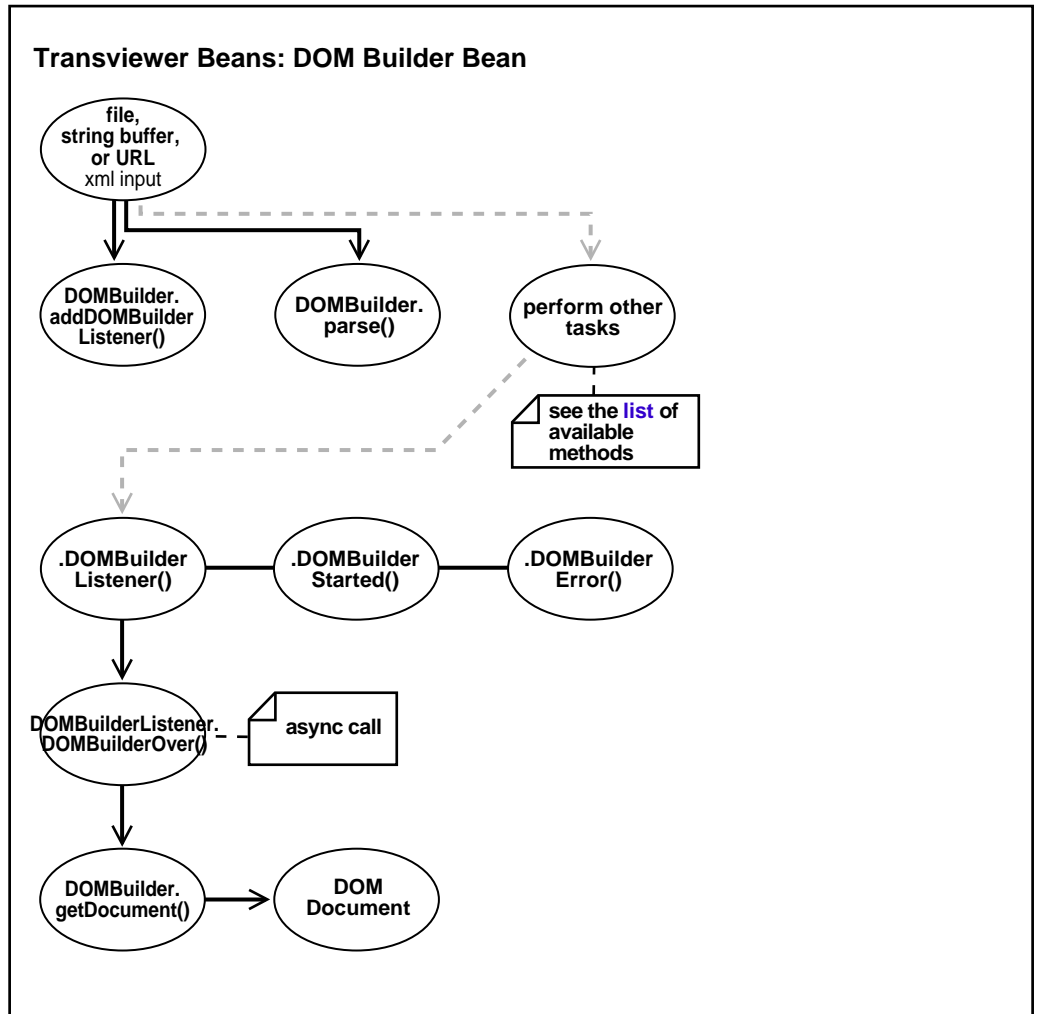 Transviewer Beans: DOM Builder Bean
file,
string buffer,
or URL
xml input
DOMBuilder.
addDOMBuilder
Listener()
DOMBuilder.
parse()
perform other
tasks
see the list of
available
methods
.DOMBuilder
Listener()
.DOMBuilder
Started()
.DOMBuilder
Error()
DOMBuilderListener.
DOMBuilderOver()
async call
DOMBuilder.
getDocument()
DOM
Document